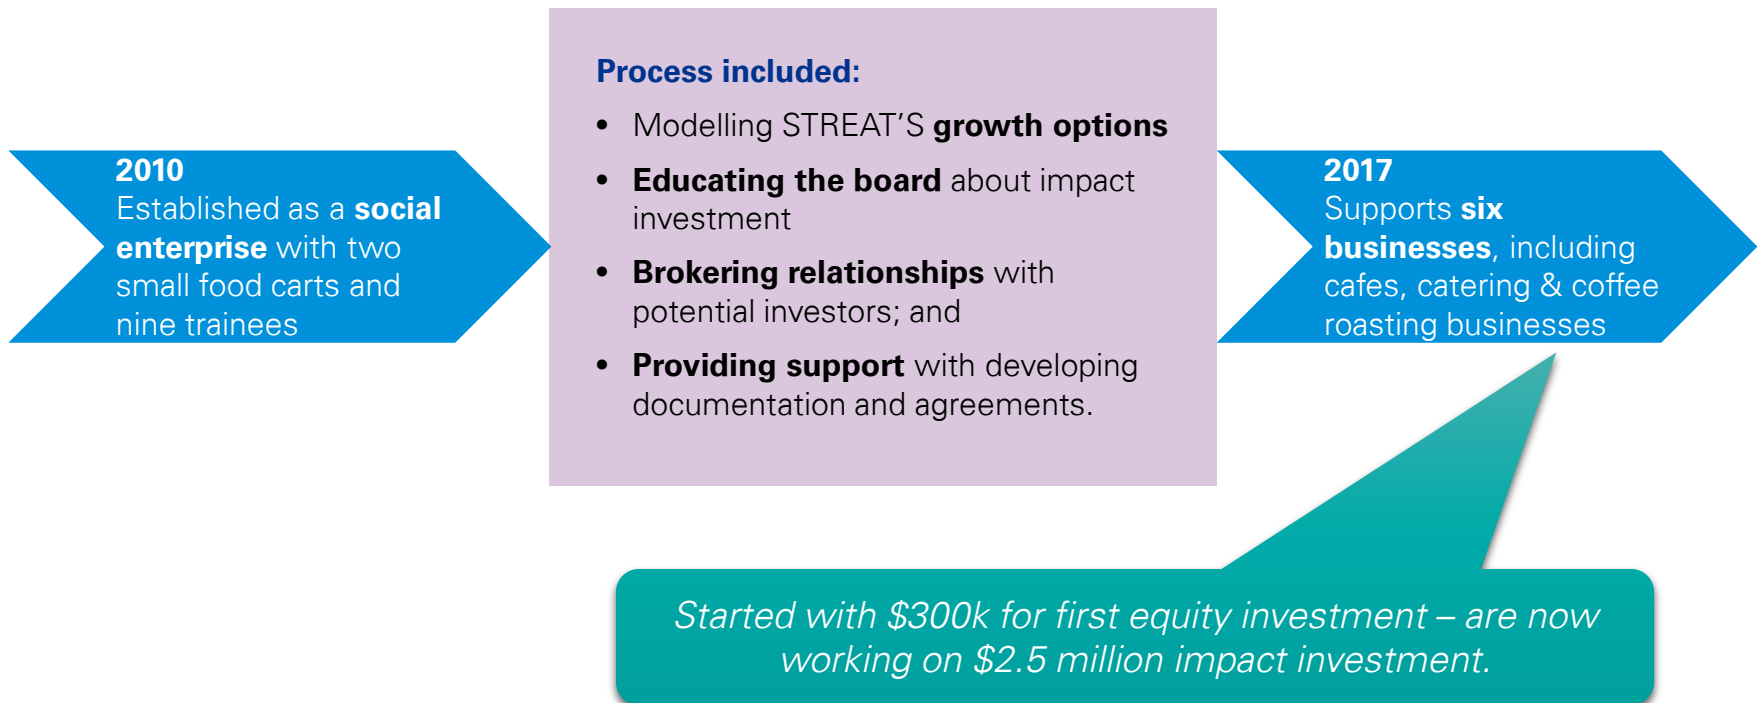 2010
Established as a social
enterprise with two
small food carts and
nine trainees
Process included:
• Modelling STREAT'S growth options
• Educating the board about impact
investment
• Brokering relationships with
potential investors; and
• Providing support with developing
documentation and agreements.
2017
Supports six
businesses, including
cafes, catering & coffee
roasting businesses
Started with $300k for first equity investment – are now
working on $2.5 million impact investment.